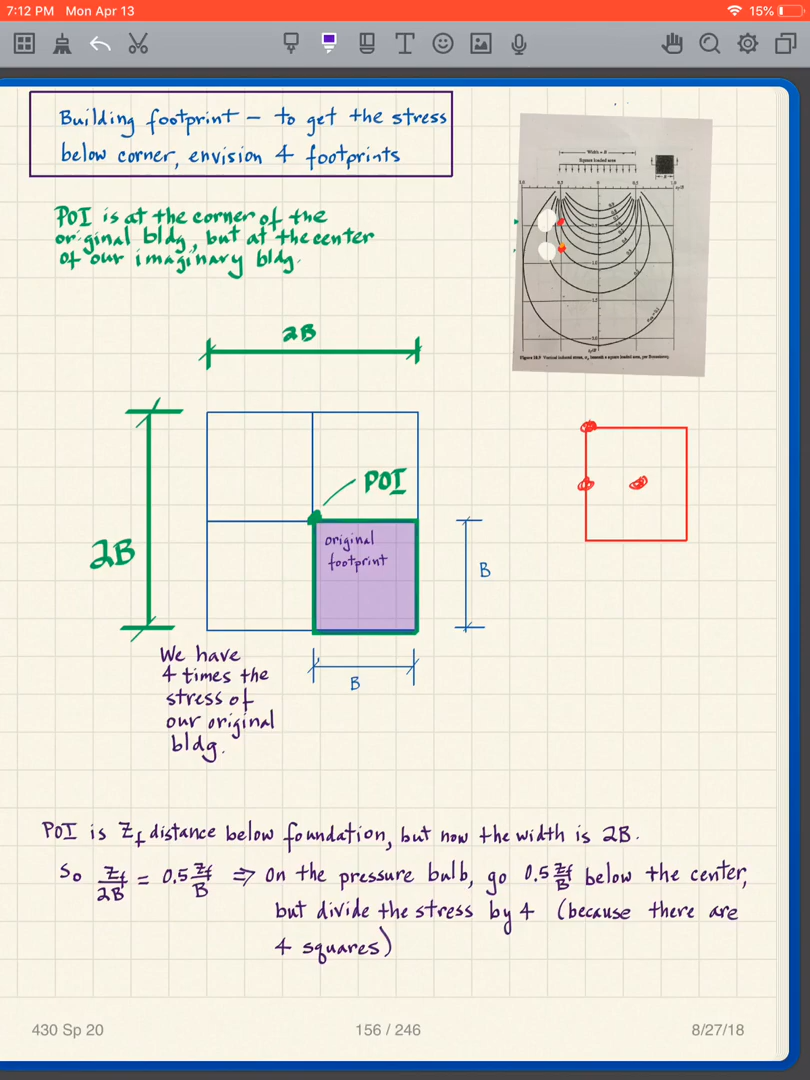 7:12 PM Mon Apr 13
15%
Building footprint – to get the stress
below corner, envision 4 footprints
POI is at the corner of the
original bldg, but at the center
of our imaginary bldg.
Width = B
Square loaded area
2B
POI
2B
original
footprint
B
B
We have
4 times the
stress of
our original
bldg.
POI is Zf distance below foundation, but now the width is 2B.
So Zf/2B = 0.5 Zf/B ⇒ On the pressure bulb, go 0.5 Zf/B below the center,
but divide the stress by 4 (because there are
4 squares)
430 Sp 20
156 / 246
8/27/18